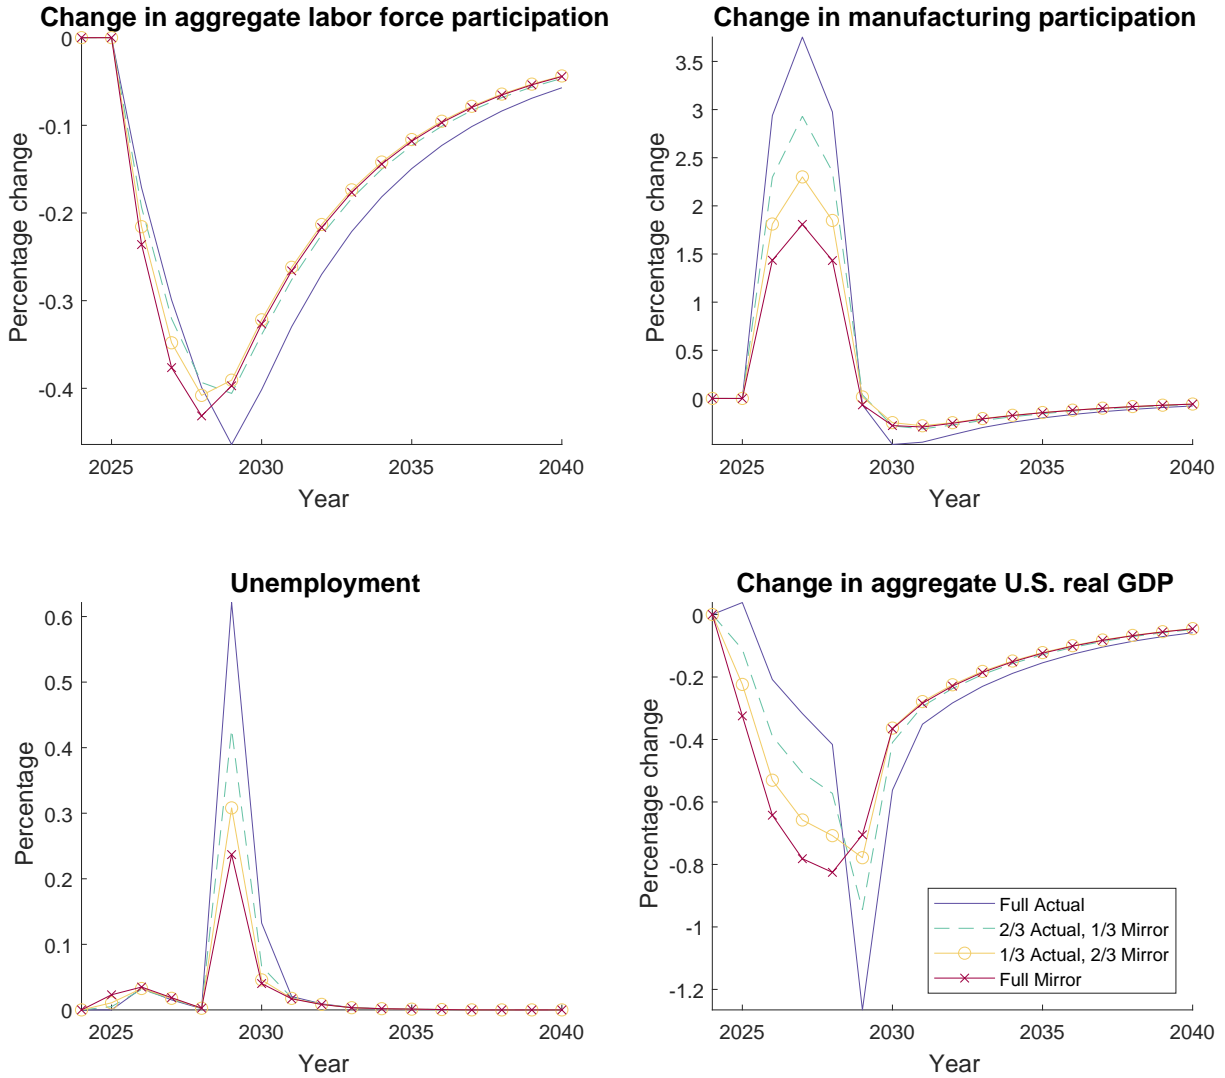 Change in aggregate labor force participation
0
-0.1
-0.2
-0.3
-0.4
Percentage change
2025
2030
2035
2040
Year
Change in manufacturing participation
3.5
3
2.5
2
1.5
1
0.5
0
Percentage change
2025
2030
2035
2040
Year
Unemployment
0.6
0.5
0.4
0.3
0.2
0.1
0
Percentage
2025
2030
2035
2040
Year
Change in aggregate U.S. real GDP
0
-0.2
-0.4
-0.6
-0.8
-1
-1.2
Percentage change
2025
2030
2035
2040
Year
Full Actual
2/3 Actual, 1/3 Mirror
1/3 Actual, 2/3 Mirror
Full Mirror